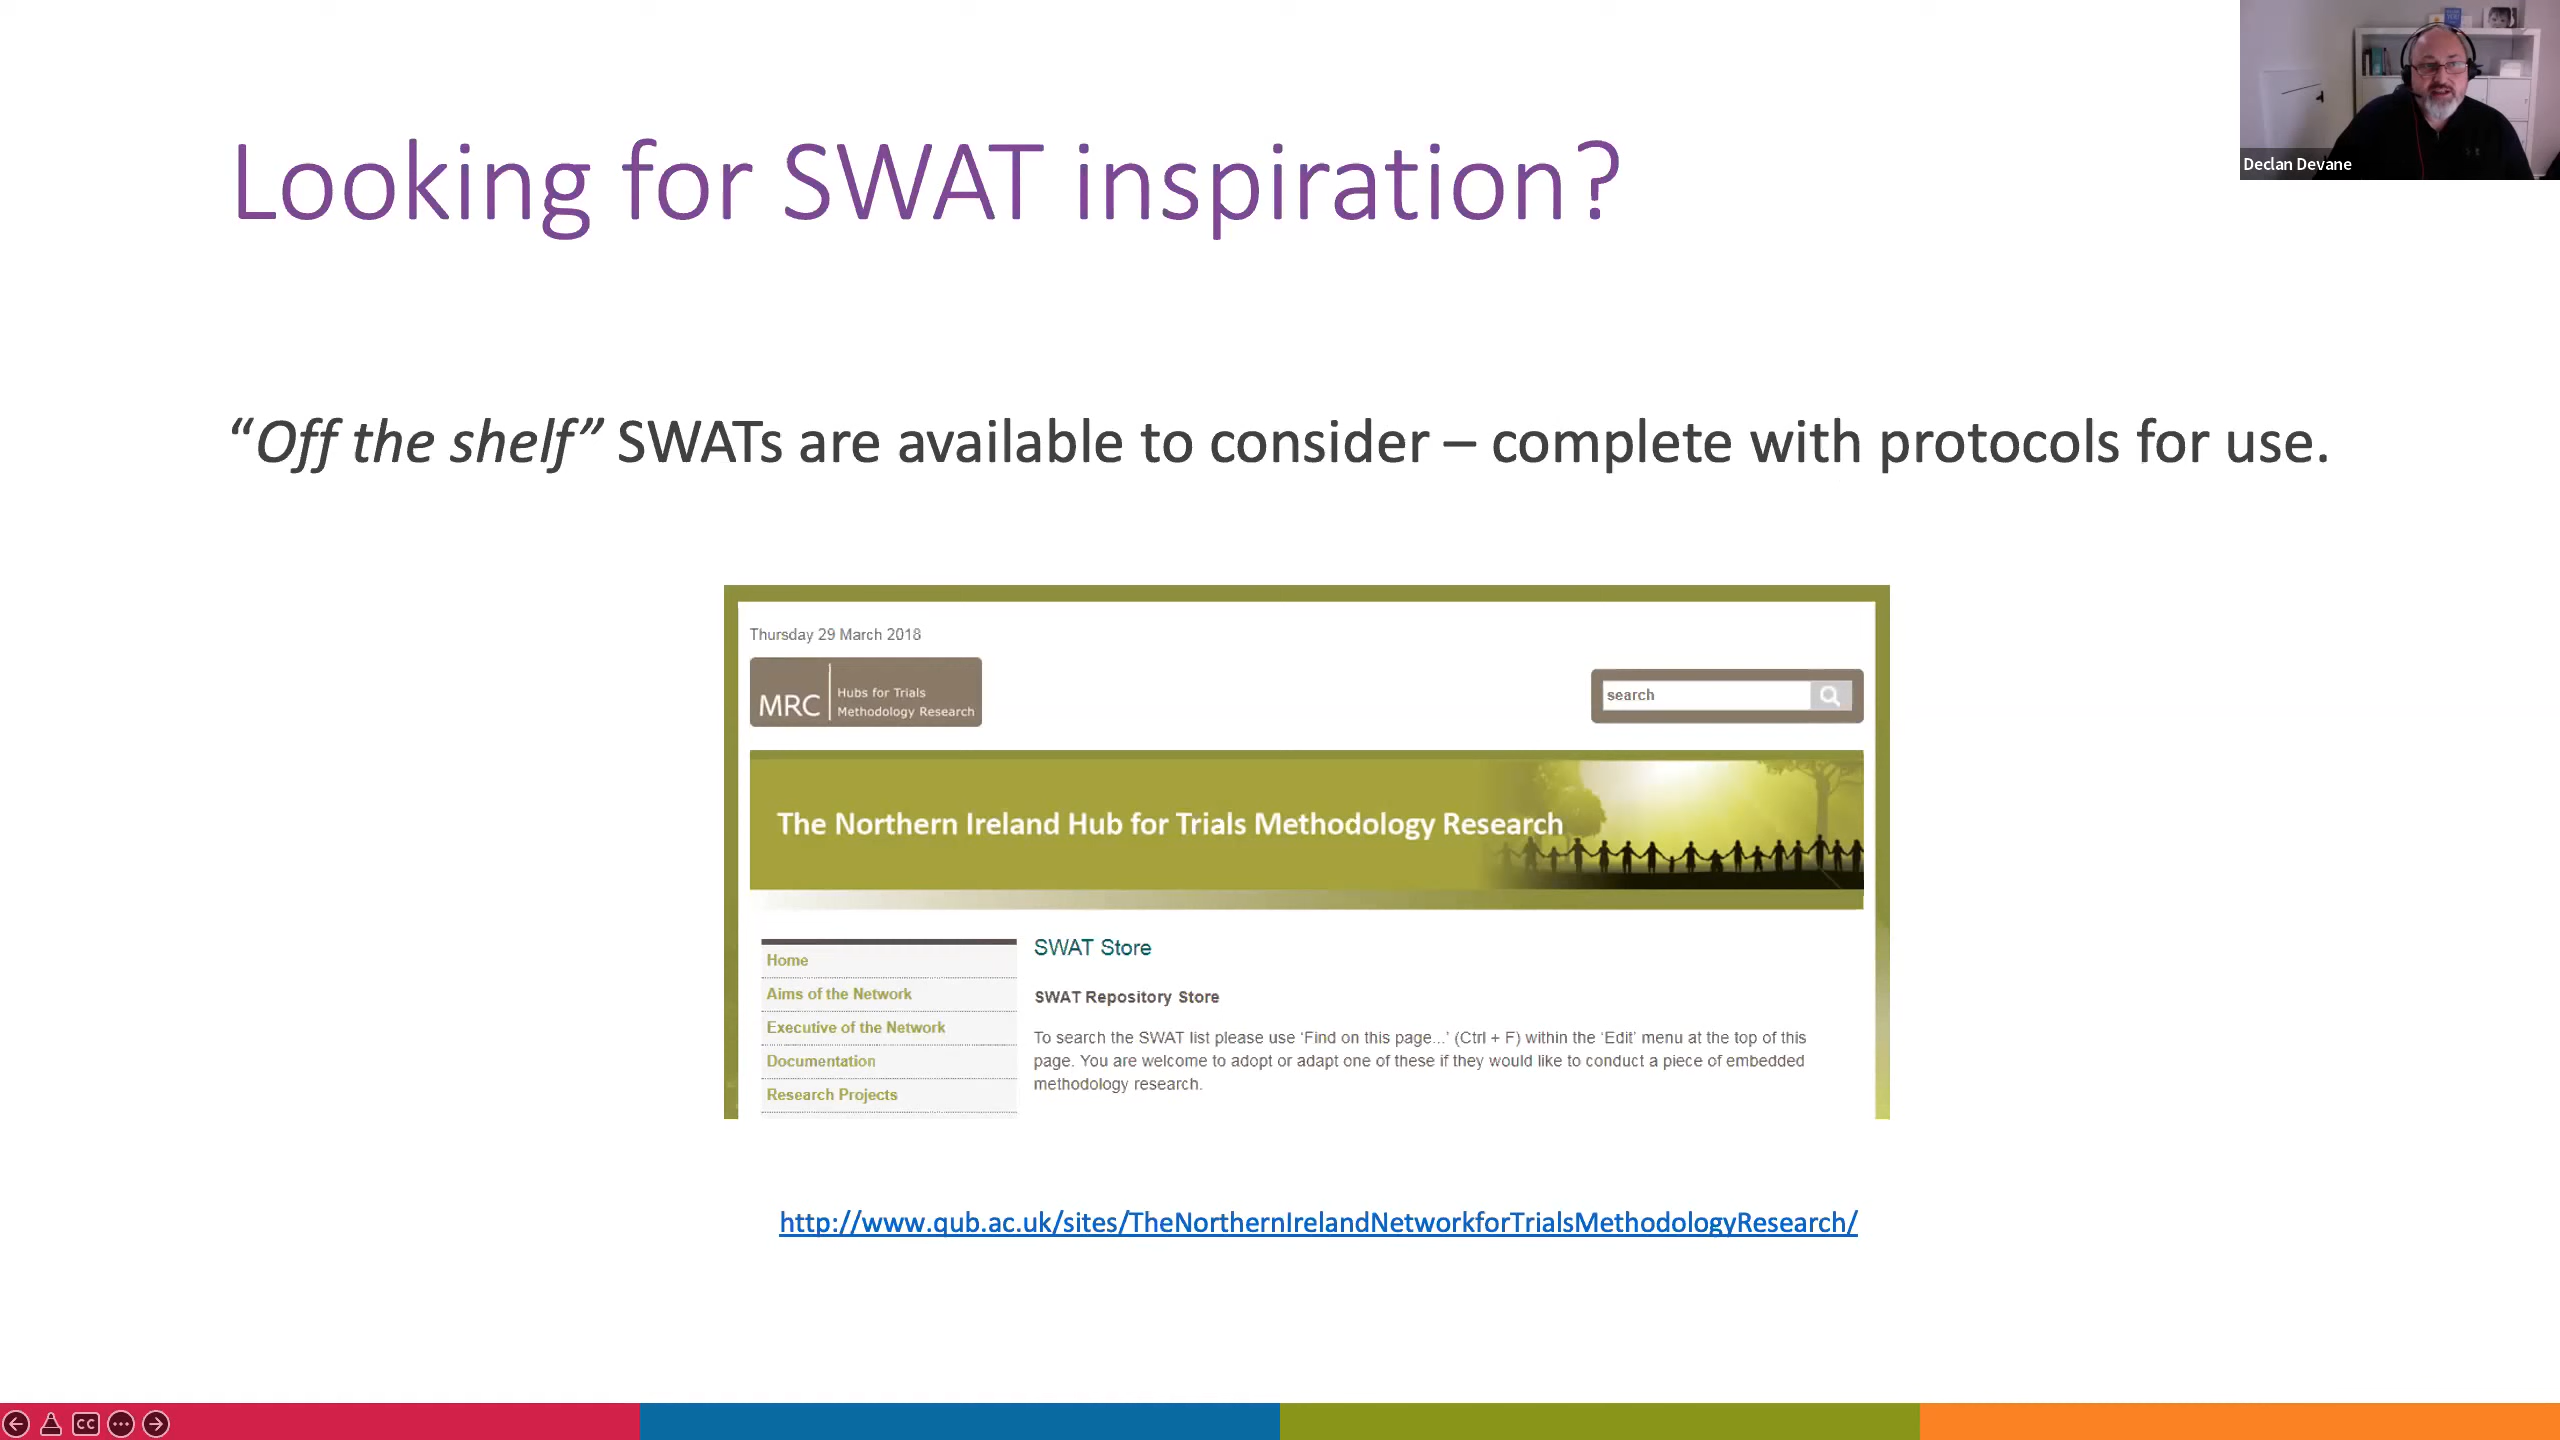 Looking for SWAT inspiration?
Declan Devane
“Off the shelf” SWATs are available to consider – complete with protocols for use.
Thursday 29 March 2018
MRC
Hubs for Trials
Methodology Research
search
The Northern Ireland Hub for Trials Methodology Research
Home
Aims of the Network
Executive of the Network
Documentation
Research Projects
SWAT Store
SWAT Repository Store
To search the SWAT list please use ‘Find on this page...’ (Ctrl + F) within the ‘Edit’ menu at the top of this
page. You are welcome to adopt or adapt one of these if they would like to conduct a piece of embedded
methodology research.
http://www.qub.ac.uk/sites/TheNorthernIrelandNetworkforTrialsMethodologyResearch/
CC